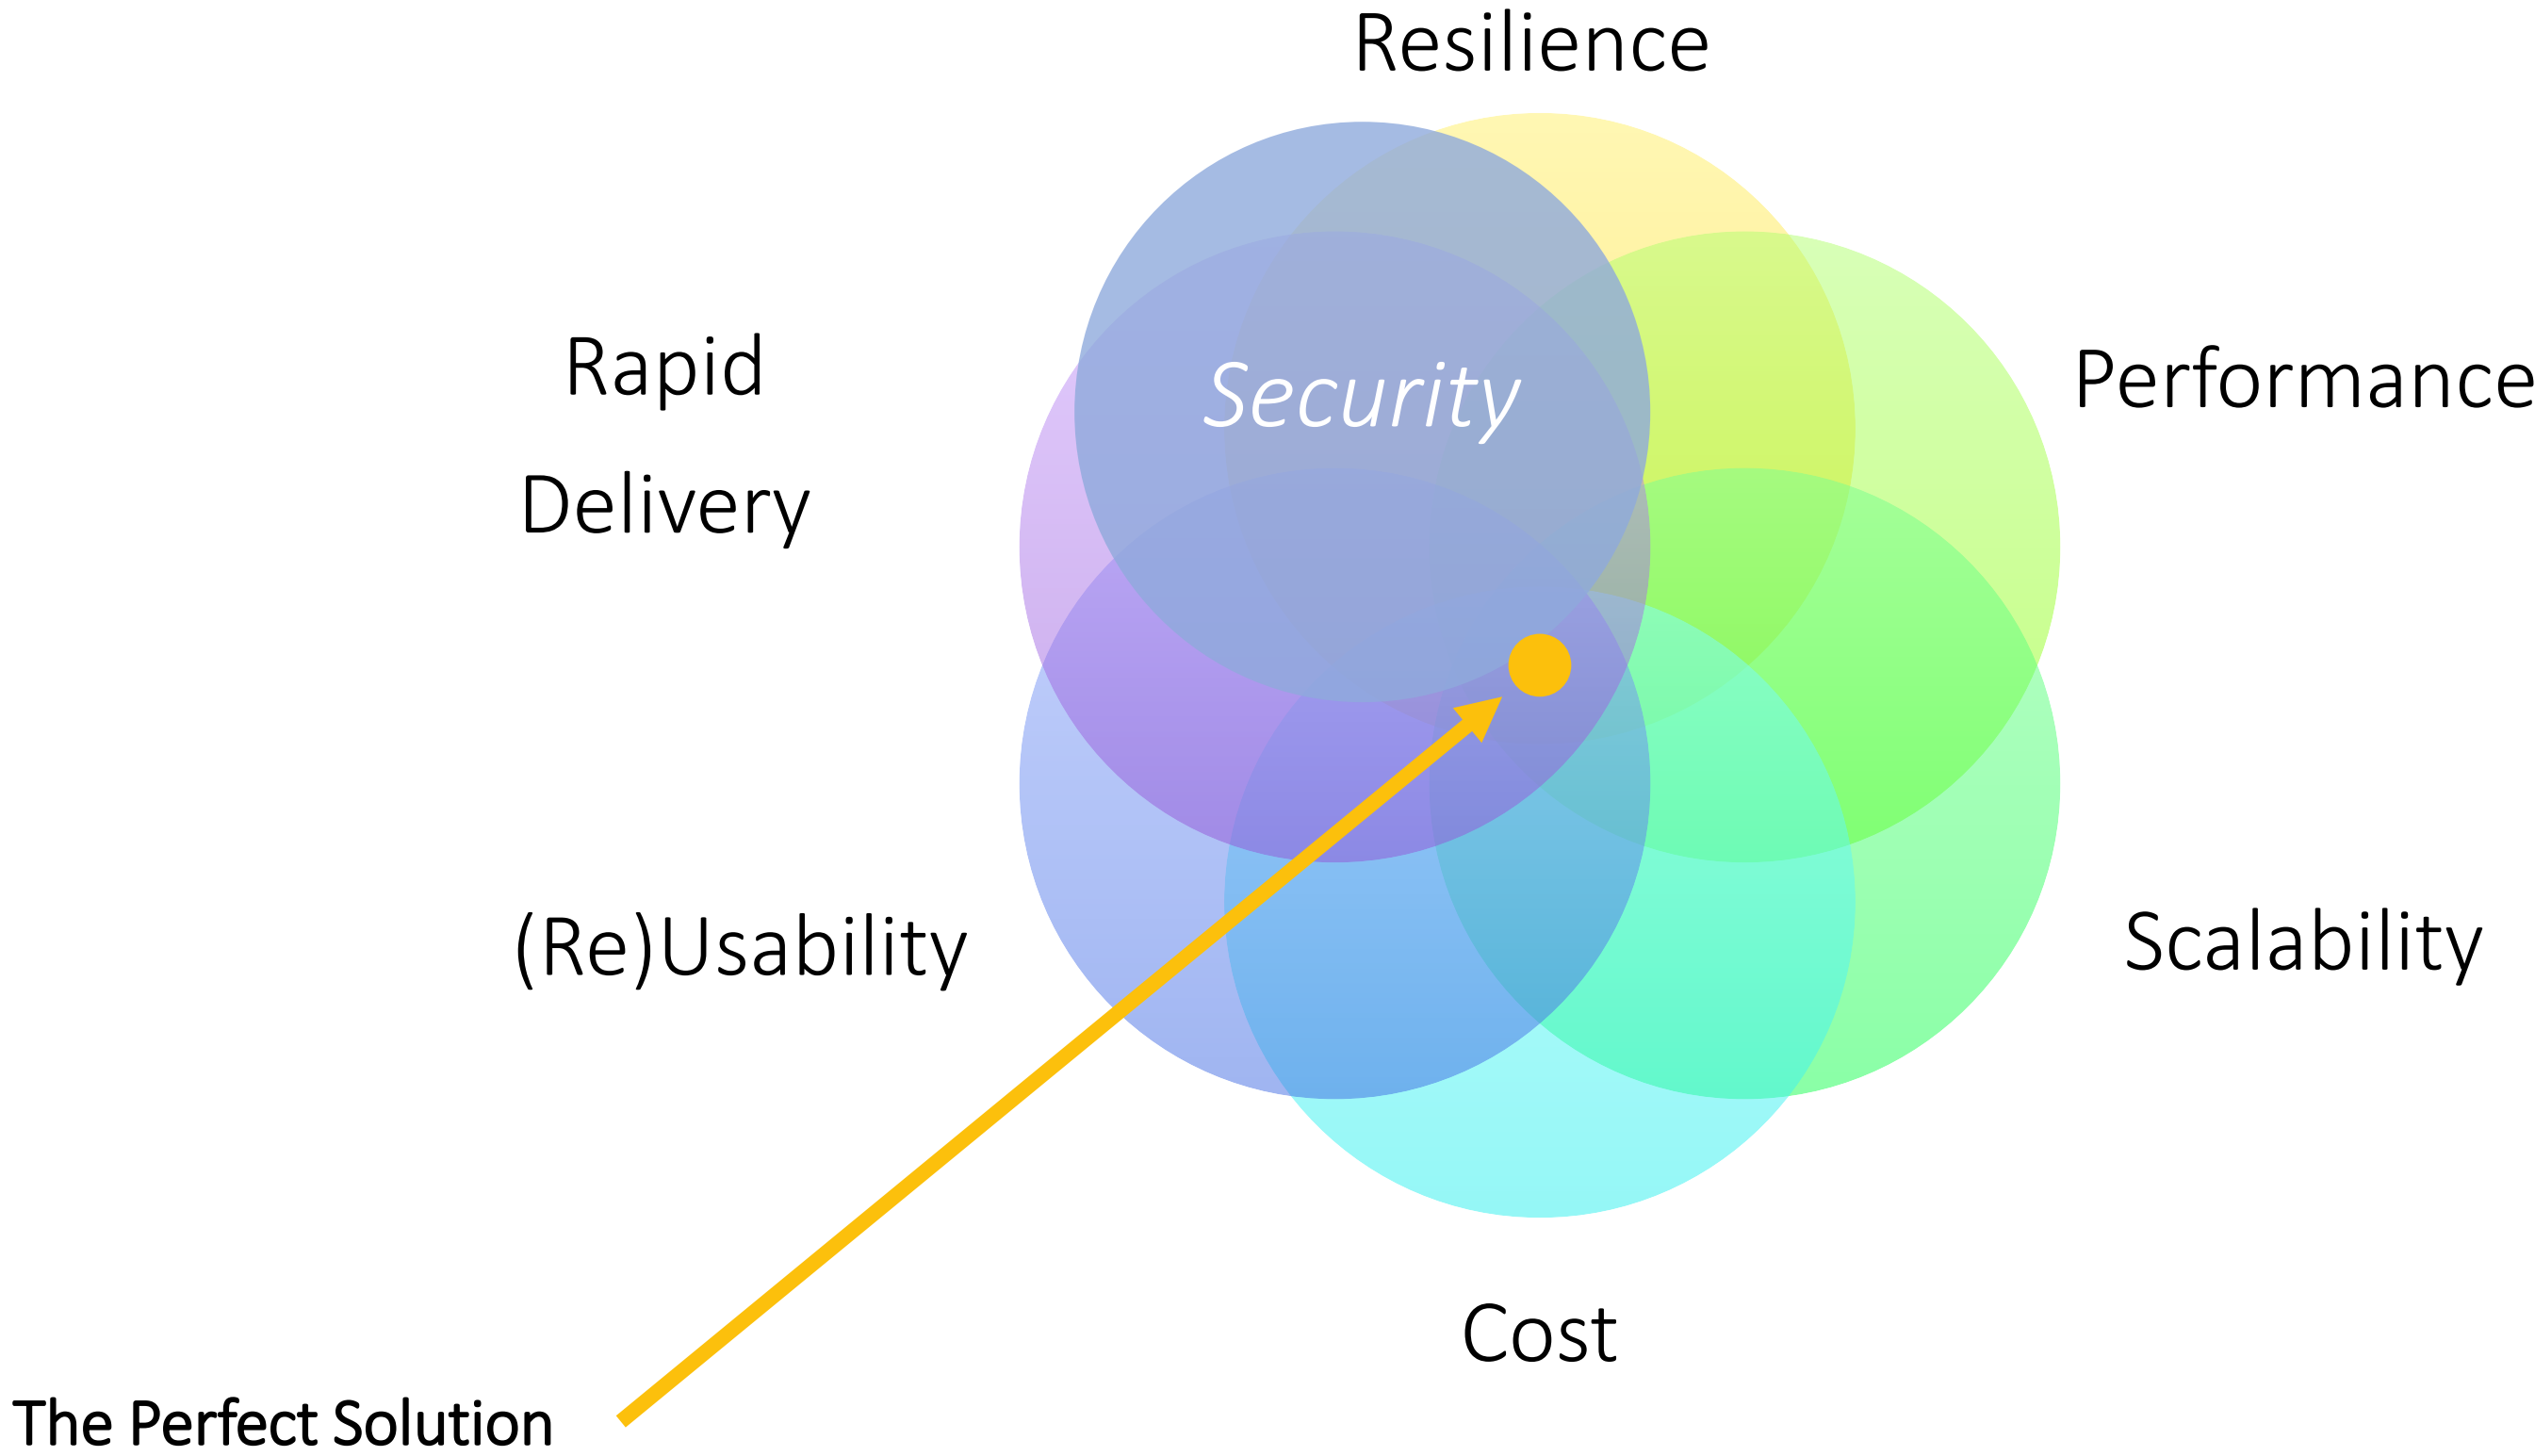 Resilience
Rapid
Delivery
Security
Performance
(Re)Usability
Scalability
Cost
The Perfect Solution